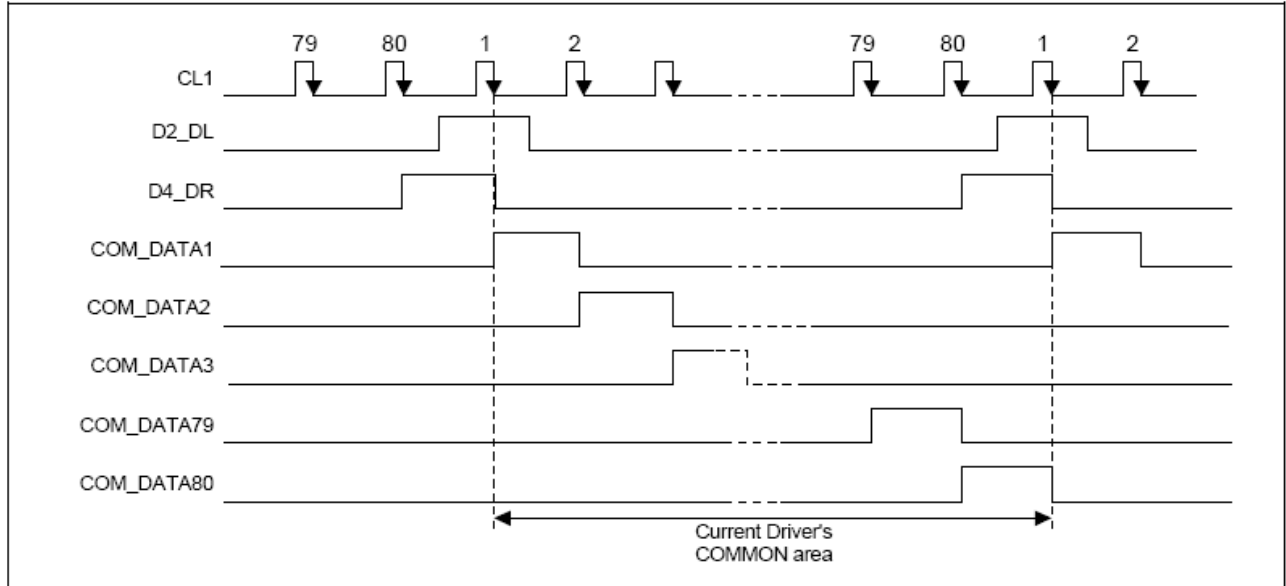 79 80 1 2 79 80 1 2
CL1
D2_DL
D4_DR
COM_DATA1
COM_DATA2
COM_DATA3
COM_DATA79
COM_DATA80
Current Driver's
COMMON area